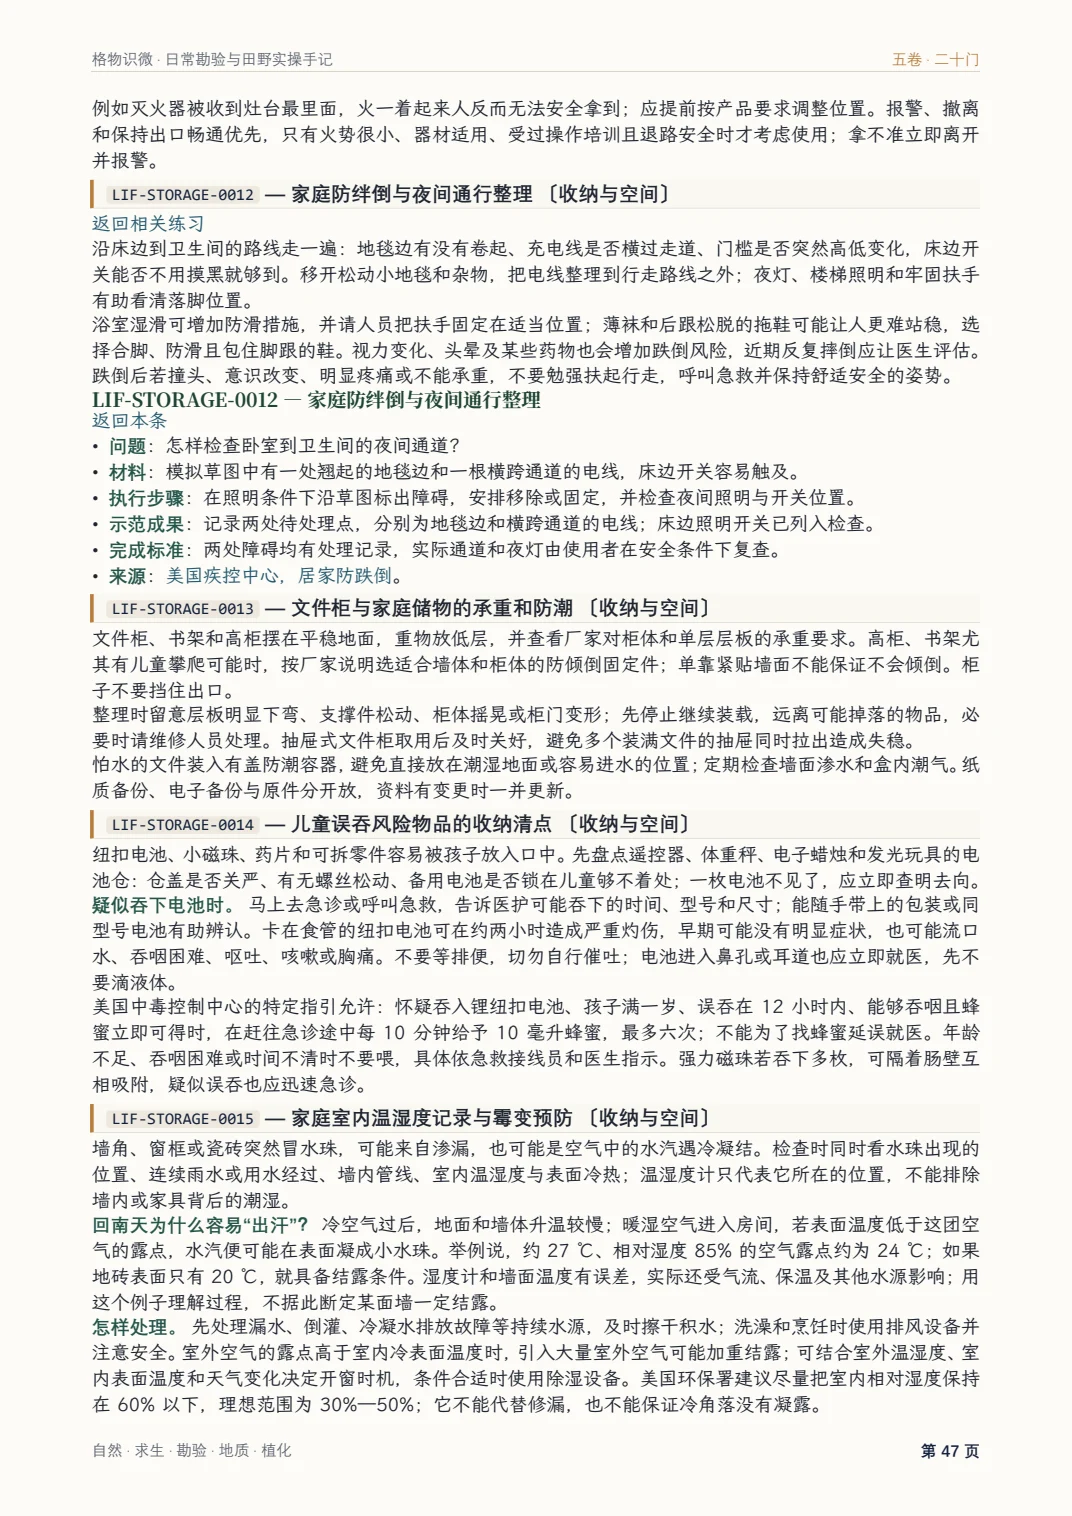 格物识微 · 日常勘验与田野实操手记
五卷 · 二十门
例如灭火器被收到灶台最里面，火一着起来人反而无法安全拿到；应提前按产品要求调整位置。报警、撤离
和保持出口畅通优先，只有火势很小、器材适用、受过操作培训且退路安全时才考虑使用；拿不准立即离开
并报警。
LIF-STORAGE-0012 — 家庭防绊倒与夜间通行整理 〔收纳与空间〕
返回相关练习
沿床边到卫生间的路线走一遍：地毯边有没有卷起、充电线是否横过走道、门槛是否突然高低变化，床边开
关能否不用摸黑就够到。移开松动小地毯和杂物，把电线整理到行走路线之外；夜灯、楼梯照明和牢固扶手
有助看清落脚位置。
浴室湿滑可增加防滑措施，并请人员把扶手固定在适当位置；薄袜和后跟松脱的拖鞋可能让人更难站稳，选
择合脚、防滑且包住脚跟的鞋。视力变化、头晕及某些药物也会增加跌倒风险，近期反复摔倒应让医生评估。
跌倒后若撞头、意识改变、明显疼痛或不能承重，不要勉强扶起行走，呼叫急救并保持舒适安全的姿势。
LIF-STORAGE-0012 — 家庭防绊倒与夜间通行整理
返回本条
• 问题：怎样检查卧室到卫生间的夜间通道？
• 材料：模拟草图中有一处翘起的地毯边和一根横跨通道的电线，床边开关容易触及。
• 执行步骤：在照明条件下沿草图标出障碍，安排移除或固定，并检查夜间照明与开关位置。
• 示范成果：记录两处待处理点，分别为地毯边和横跨通道的电线；床边照明开关已列入检查。
• 完成标准：两处障碍均有处理记录，实际通道和夜灯由使用者在安全条件下复查。
• 来源：美国疾控中心，居家防跌倒。
LIF-STORAGE-0013 — 文件柜与家庭储物的承重和防潮 〔收纳与空间〕
文件柜、书架和高柜摆在平稳地面，重物放低层，并查看厂家对柜体和单层层板的承重要求。高柜、书架尤
其有儿童攀爬可能时，按厂家说明选适合墙体和柜体的防倾倒固定件；单靠紧贴墙面不能保证不会倾倒。柜
子不要挡住出口。
整理时留意层板明显下弯、支撑件松动、柜体摇晃或柜门变形；先停止继续装载，远离可能掉落的物品，必
要时请维修人员处理。抽屉式文件柜取用后及时关好，避免多个装满文件的抽屉同时拉出造成失稳。
怕水的文件装入有盖防潮容器，避免直接放在潮湿地面或容易进水的位置；定期检查墙面渗水和盒内潮气。纸
质备份、电子备份与原件分开放，资料有变更时一并更新。
LIF-STORAGE-0014 — 儿童误吞风险物品的收纳清点 〔收纳与空间〕
纽扣电池、小磁珠、药片和可拆零件容易被孩子放入口中。先盘点遥控器、体重秤、电子蜡烛和发光玩具的电
池仓：仓盖是否关严、有无螺丝松动、备用电池是否锁在儿童够不着处；一枚电池不见了，应立即查明去向。
疑似吞下电池时。 马上去急诊或呼叫急救，告诉医护可能吞下的时间、型号和尺寸；能随手带上的包装或同
型号电池有助辨认。卡在食管的纽扣电池可在约两小时造成严重灼伤，早期可能没有明显症状，也可能流口
水、吞咽困难、呕吐、咳嗽或胸痛。不要等排便，切勿自行催吐；电池进入鼻孔或耳道也应立即就医，先不
要滴液体。
美国中毒控制中心的特定指引允许：怀疑吞入锂纽扣电池、孩子满一岁、误吞在 12 小时内、能够吞咽且蜂
蜜立即可得时，在赶往急诊途中每 10 分钟给予 10 毫升蜂蜜，最多六次；不能为了找蜂蜜延误就医。年龄
不足、吞咽困难或时间不清时不要喂，具体依急救接线员和医生指示。强力磁珠若吞下多枚，可隔着肠壁互
相吸附，疑似误吞也应迅速急诊。
LIF-STORAGE-0015 — 家庭室内温湿度记录与霉变预防 〔收纳与空间〕
墙角、窗框或瓷砖突然冒水珠，可能来自渗漏，也可能是空气中的水汽遇冷凝结。检查时同时看水珠出现的
位置、连续雨水或用水经过、墙内管线、室内温湿度与表面冷热；温湿度计只代表它所在的位置，不能排除
墙内或家具背后的潮湿。
回南天为什么容易“出汗”？ 冷空气过后，地面和墙体升温较慢；暖湿空气进入房间，若表面温度低于这团空
气的露点，水汽便可能在表面凝成小水珠。举例说，约 27 ℃、相对湿度 85% 的空气露点约为 24 ℃；如果
地砖表面只有 20 ℃，就具备结露条件。湿度计和墙面温度有误差，实际还受气流、保温及其他水源影响；用
这个例子理解过程，不据此断定某面墙一定结露。
怎样处理。 先处理漏水、倒灌、冷凝水排放故障等持续水源，及时擦干积水；洗澡和烹饪时使用排风设备并
注意安全。室外空气的露点高于室内冷表面温度时，引入大量室外空气可能加重结露；可结合室外温湿度、室
内表面温度和天气变化决定开窗时机，条件合适时使用除湿设备。美国环保署建议尽量把室内相对湿度保持
在 60% 以下，理想范围为 30%—50%；它不能代替修漏，也不能保证冷角落没有凝露。
自然 · 求生 · 勘验 · 地质 · 植化
第 47 页